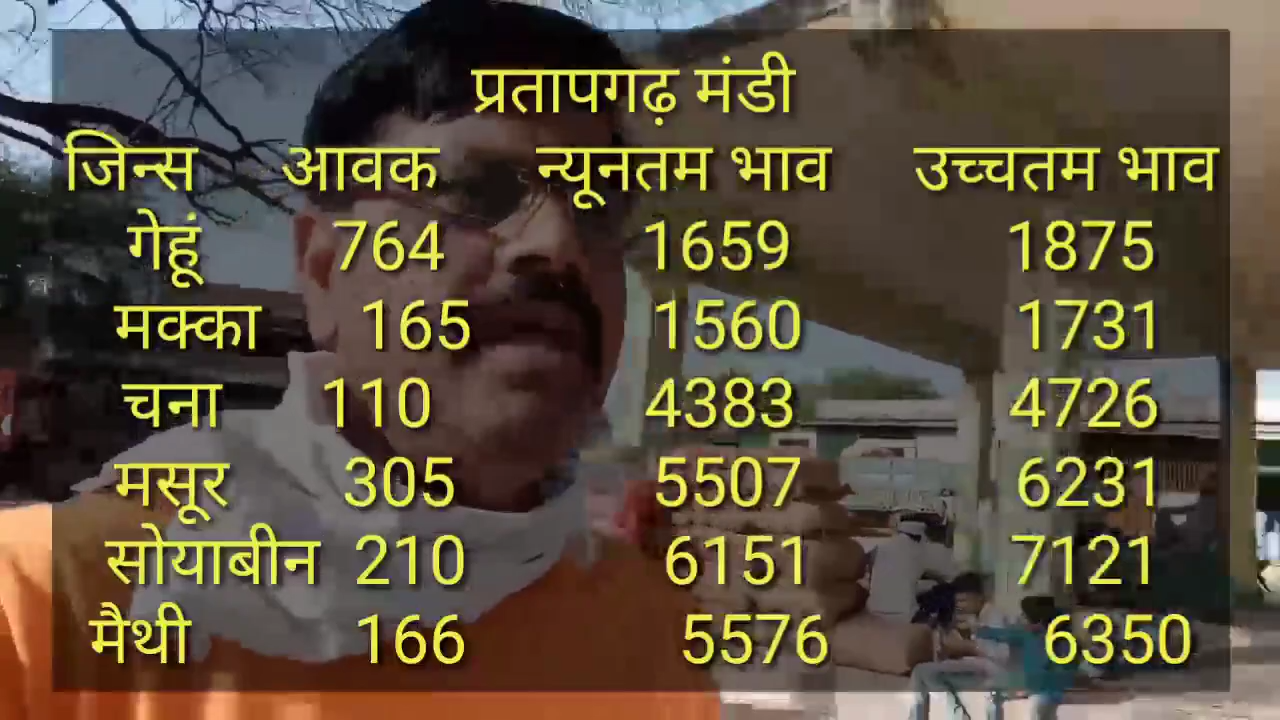 प्रतापगढ़ मंडी
जिन्स आवक न्यूनतम भाव उच्चतम भाव
गेहूं 764 1659 1875
मक्का 165 1560 1731
चना 110 4383 4726
मसूर 305 5507 6231
सोयाबीन 210 6151 7121
मैथी 166 5576 6350